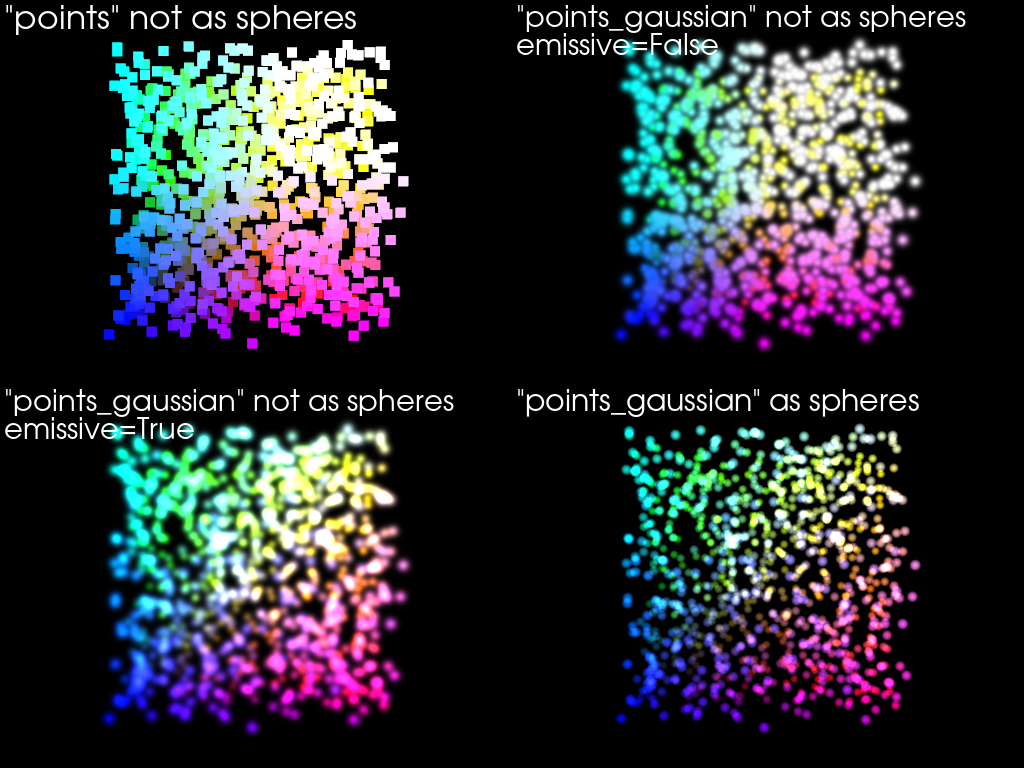 "points" not as spheres
"points_gaussian" not as spheres
emissive=False
"points_gaussian" not as spheres
emissive=True
"points_gaussian" as spheres